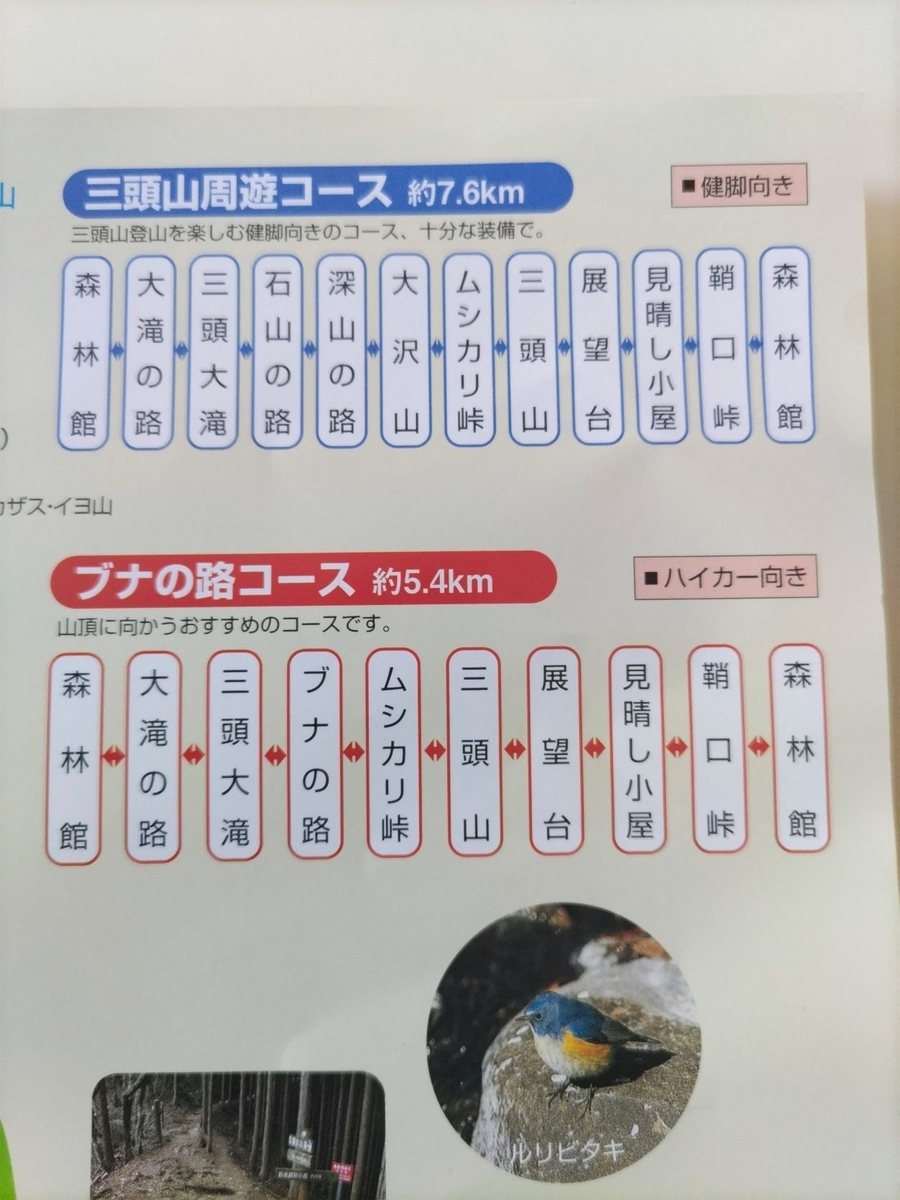 山
三頭山周遊コース 約7.6km
■健脚向き
三頭山登山を楽しむ健脚向きのコース、十分な装備で。
森林館
大滝の路
三頭大滝
石山の路
深山の路
大沢山
ムシカリ峠
三頭山
展望台
見晴し小屋
鞘口峠
森林館
)
カザス・イヨ山
ブナの路コース 約5.4km
■ハイカー向き
山頂に向かうおすすめのコースです。
森林館
大滝の路
三頭大滝
ブナの路
ムシカリ峠
三頭山
展望台
見晴し小屋
鞘口峠
森林館
ルリビタキ